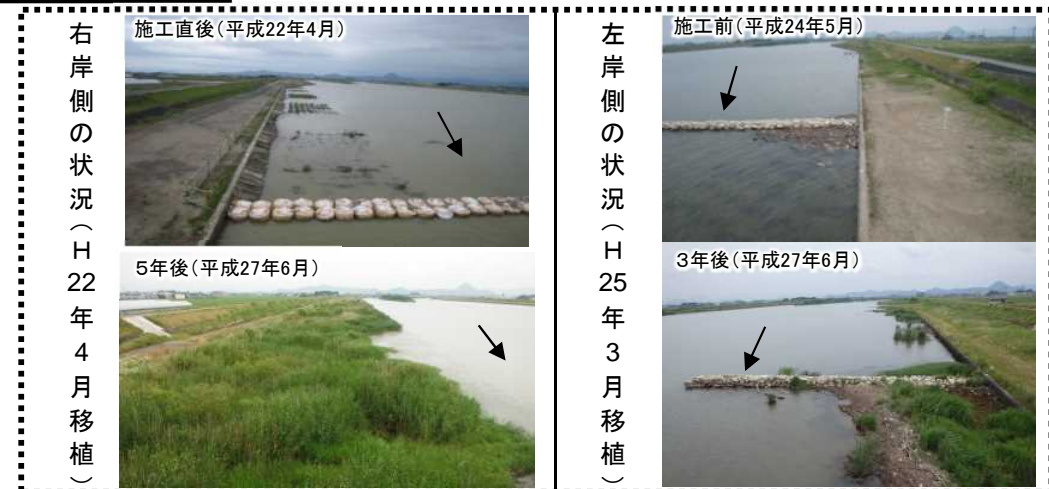 右岸側の状況（H22年4月移植）
施工直後（平成22年4月）
5年後（平成27年6月）
左岸側の状況（H25年3月移植）
施工前（平成24年5月）
3年後（平成27年6月）